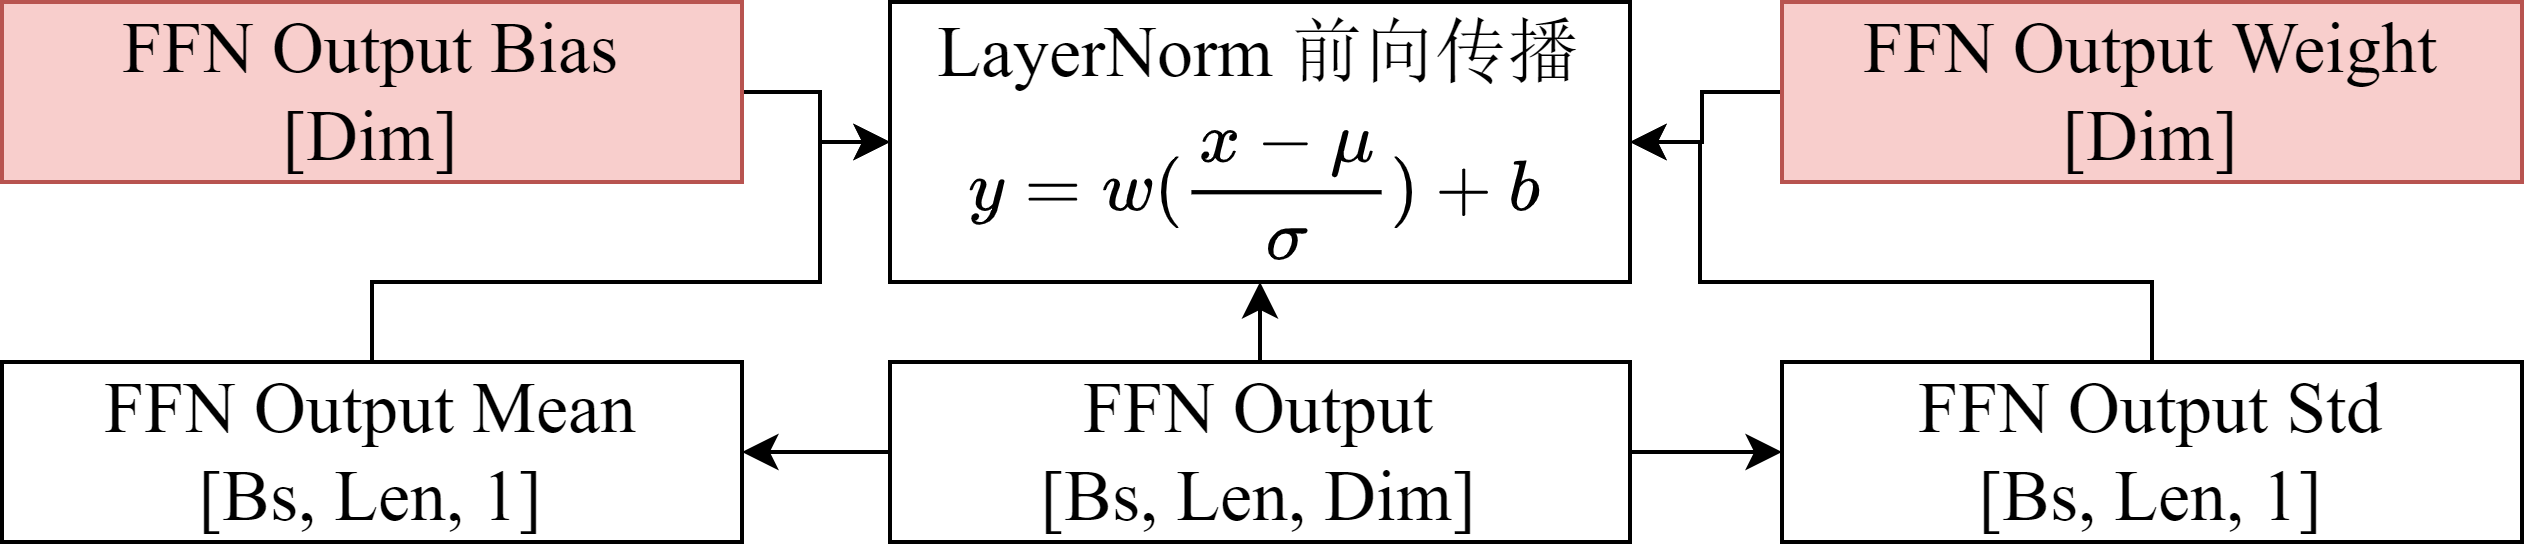 FFN Output Bias
[Dim]
LayerNorm 前向传播
y = w(\frac{x - μ}{σ}) + b
FFN Output Weight
[Dim]
FFN Output Mean
[Bs, Len, 1]
FFN Output
[Bs, Len, Dim]
FFN Output Std
[Bs, Len, 1]